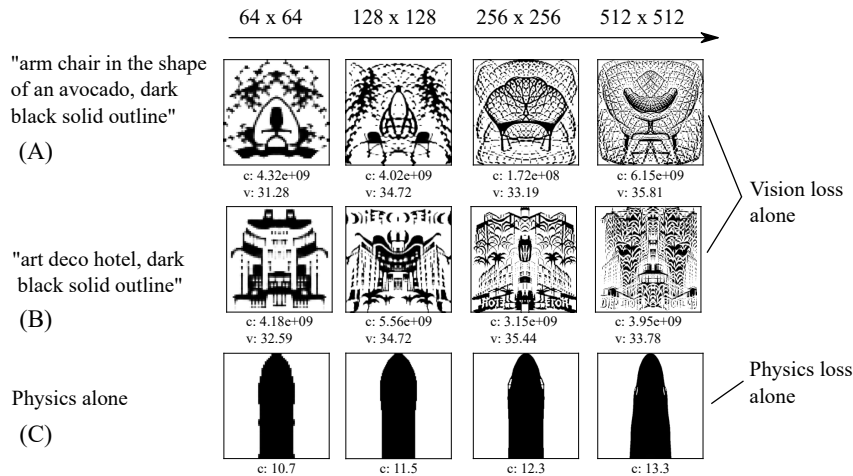 64 x 64 128 x 128 256 x 256 512 x 512
"arm chair in the shape
of an avocado, dark
black solid outline"
(A)
c: 4.32e+09 c: 4.02e+09 c: 1.72e+08 c: 6.15e+09
v: 31.28 v: 34.72 v: 33.19 v: 35.81
Vision loss
alone
"art deco hotel, dark
black solid outline"
(B)
c: 4.18e+09 c: 5.56e+09 c: 3.15e+09 c: 3.95e+09
v: 32.59 v: 34.72 v: 35.44 v: 33.78
Physics loss
alone
Physics alone
(C)
c: 10.7 c: 11.5 c: 12.3 c: 13.3